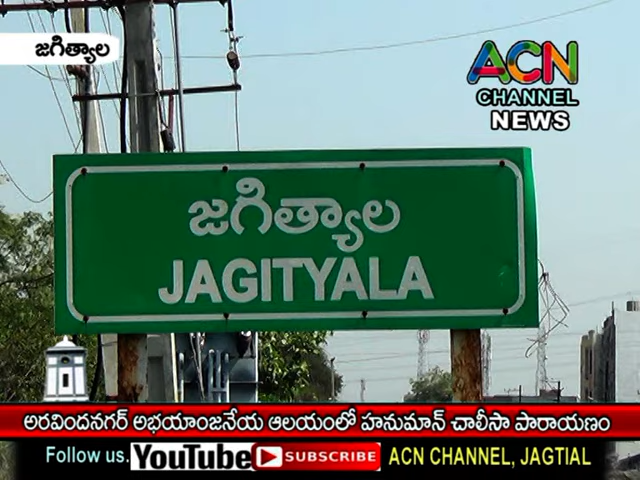 జగిత్యాల
ACN
CHANNEL
NEWS
జగిత్యాల
JAGITYALA
అరవిందనగర్ అభయాంజనేయ ఆలయంలో హనుమాన్ చాలీసా పారాయణం
Follow us. YouTube SUBSCRIBE ACN CHANNEL, JAGTIAL